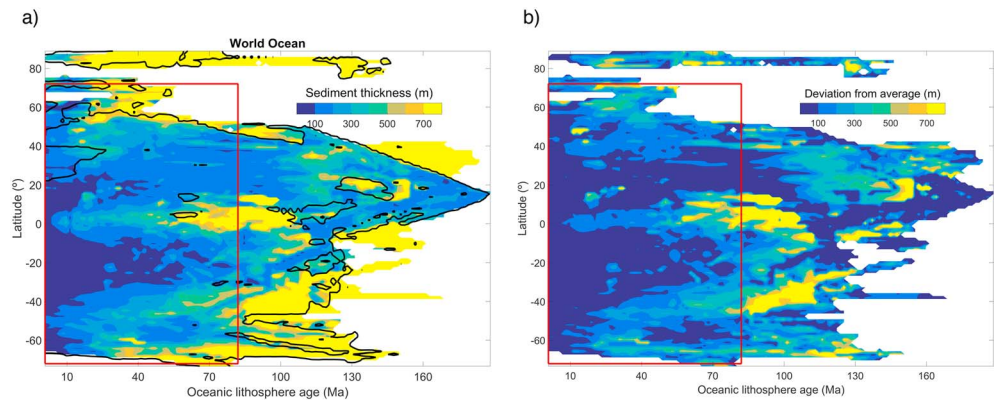 a)
World Ocean
Sediment thickness (m)
100 300 500 700
80
60
40
20
0
-20
-40
-60
Latitude (º)
10 40 70 100 130 160
Oceanic lithosphere age (Ma)
b)
Deviation from average (m)
100 300 500 700
80
60
40
20
0
-20
-40
-60
Latitude (º)
10 40 70 100 130 160
Oceanic lithosphere age (Ma)